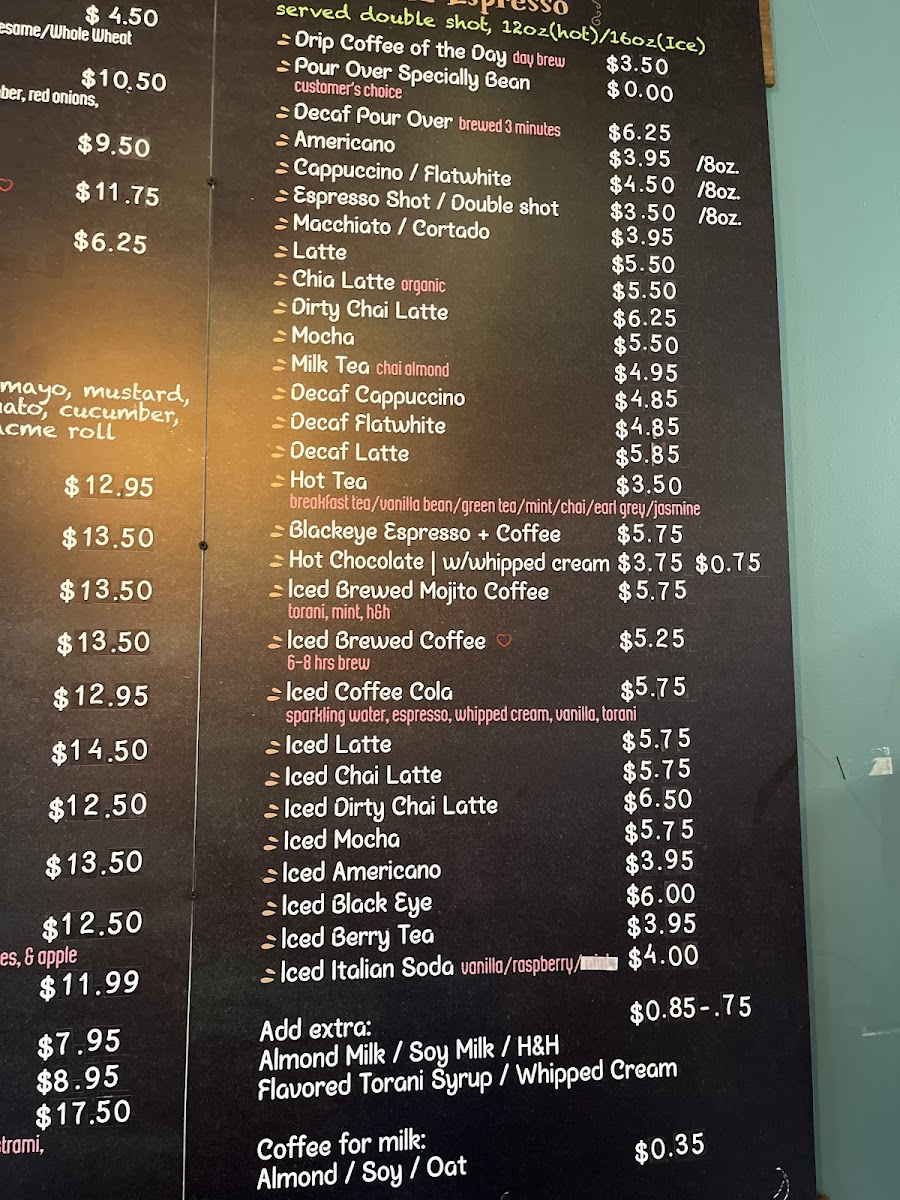 $ 4.50
esame/Whole Wheat
$10.50
ber, red onions,
$9.50
$11.75
$6.25
mayo, mustard,
ato, cucumber,
acme roll
$12.95
$13.50
$13.50
$13.50
$12.95
$14.50
$12.50
$13.50
$12.50
es, & apple
$11.99
$7.95
$8.95
$17.50
trami,
Espresso
served double shot, 12oz(hot)/16oz(Ice)
Drip Coffee of the Day day brew $3.50
Pour Over Specially Bean $0.00
customer's choice
Decaf Pour Over brewed 3 minutes $6.25
Americano $3.95 /8oz.
Cappuccino / Flatwhite $4.50 /8oz.
Espresso Shot / Double shot $3.50 /8oz.
Macchiato / Cortado $3.95
Latte $5.50
Chia Latte organic $5.50
Dirty Chai Latte $6.25
Mocha $5.50
Milk Tea chai almond $4.95
Decaf Cappuccino $4.85
Decaf Flatwhite $4.85
Decaf Latte $5.85
Hot Tea $3.50
breakfast tea/vanilla bean/green tea/mint/chai/earl grey/jasmine
Blackeye Espresso + Coffee $5.75
Hot Chocolate | w/whipped cream $3.75 $0.75
Iced Brewed Mojito Coffee $5.75
torani, mint, h&h
Iced Brewed Coffee $5.25
6-8 hrs brew
Iced Coffee Cola $5.75
sparkling water, espresso, whipped cream, vanilla, torani
Iced Latte $5.75
Iced Chai Latte $5.75
Iced Dirty Chai Latte $6.50
Iced Mocha $5.75
Iced Americano $3.95
Iced Black Eye $6.00
Iced Berry Tea $3.95
Iced Italian Soda vanilla/raspberry/ $4.00
Add extra: $0.85-.75
Almond Milk / Soy Milk / H&H
Flavored Torani Syrup / Whipped Cream
Coffee for milk: $0.35
Almond / Soy / Oat